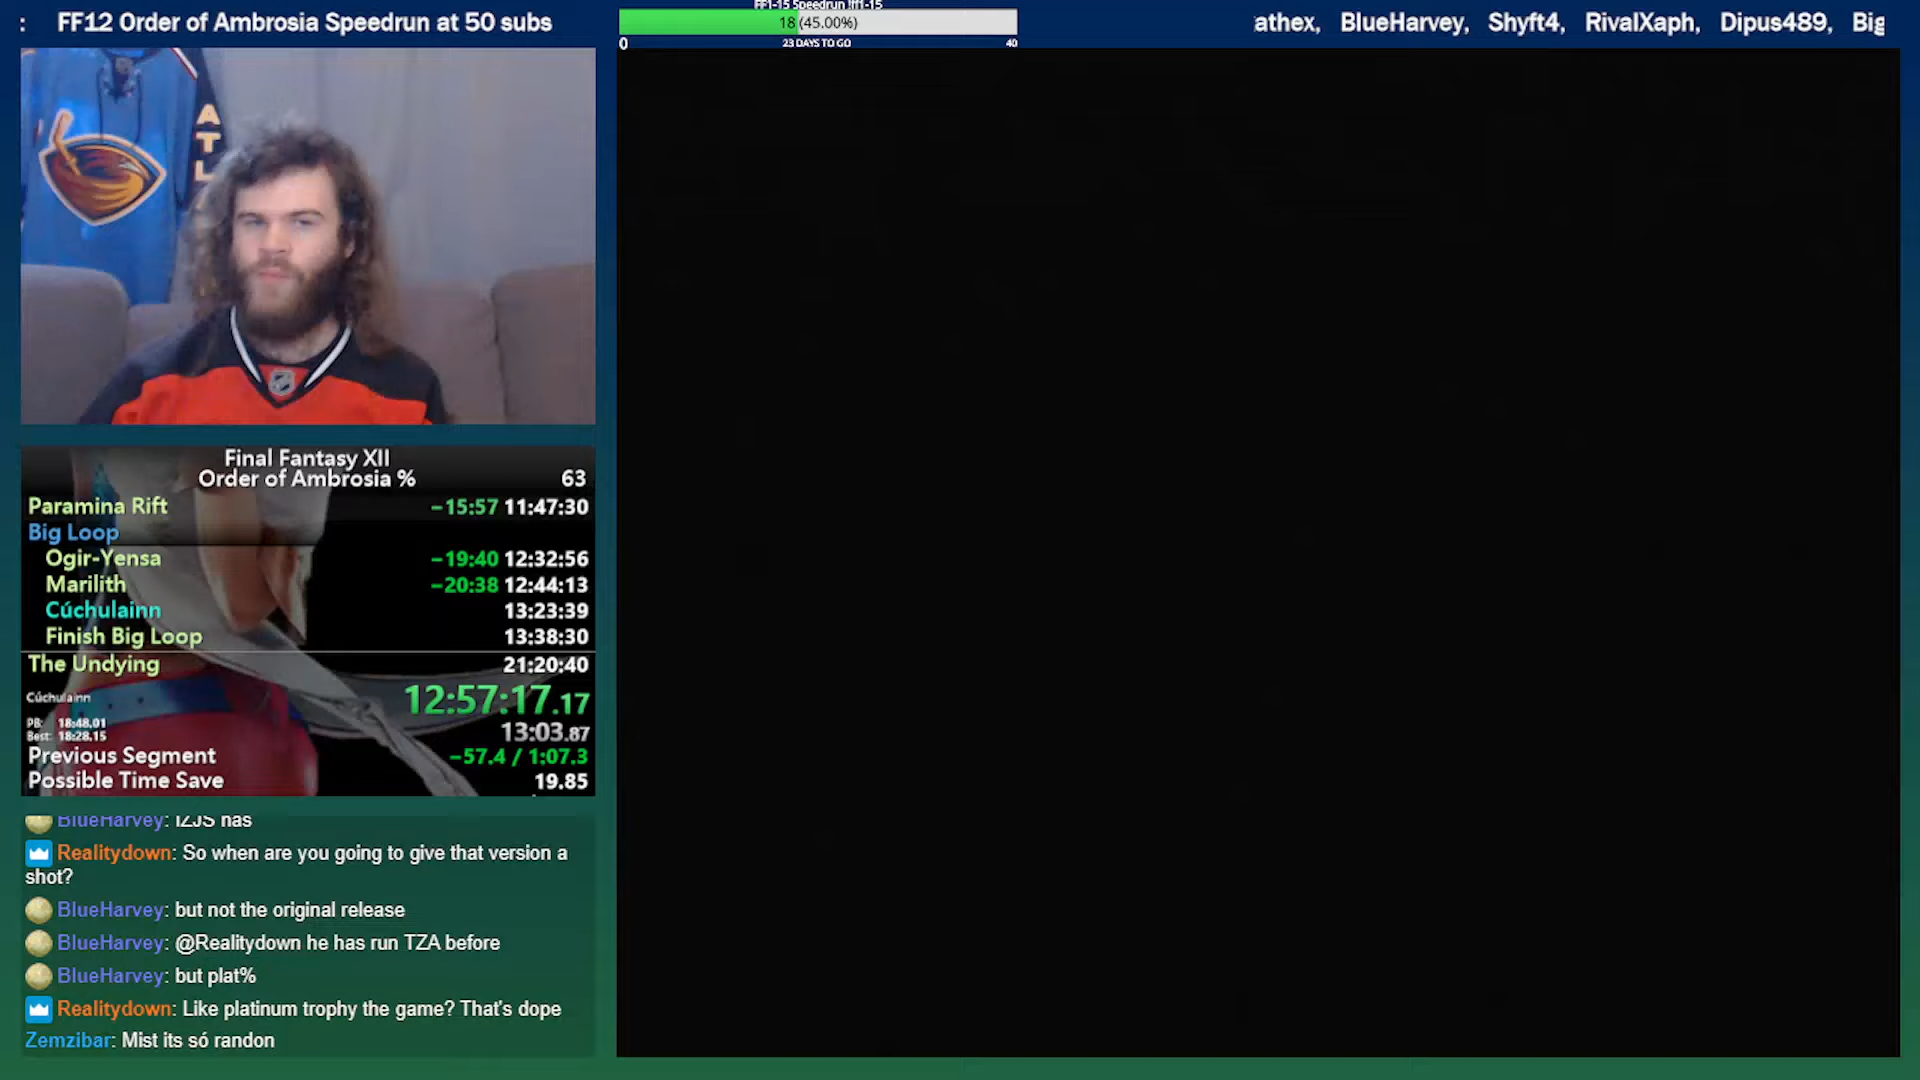 :    FF12 Order of Ambrosia Speedrun at 50 subs
FF1-15 Speedrun !ff1-15
18 (45.00%)
0 23 DAYS TO GO 40
athex,   BlueHarvey,   Shyft4,   RivalXaph,   Dipus489,   Big
ATL
Final Fantasy XII
Order of Ambrosia % 63
Paramina Rift −15:57 11:47:30
Big Loop
Ogir-Yensa −19:40 12:32:56
Marilith −20:38 12:44:13
Cúchulainn 13:23:39
Finish Big Loop 13:38:30
The Undying 21:20:40
Cúchulainn 12:57:17.17
PB: 18:48.01
Best: 18:28.15 13:03.87
Previous Segment −57.4 / 1:07.3
Possible Time Save 19.85
BlueHarvey: IZJS has
Realitydown: So when are you going to give that version a
shot?
BlueHarvey: but not the original release
BlueHarvey: @Realitydown he has run TZA before
BlueHarvey: but plat%
Realitydown: Like platinum trophy the game? That's dope
Zemzibar: Mist its só randon